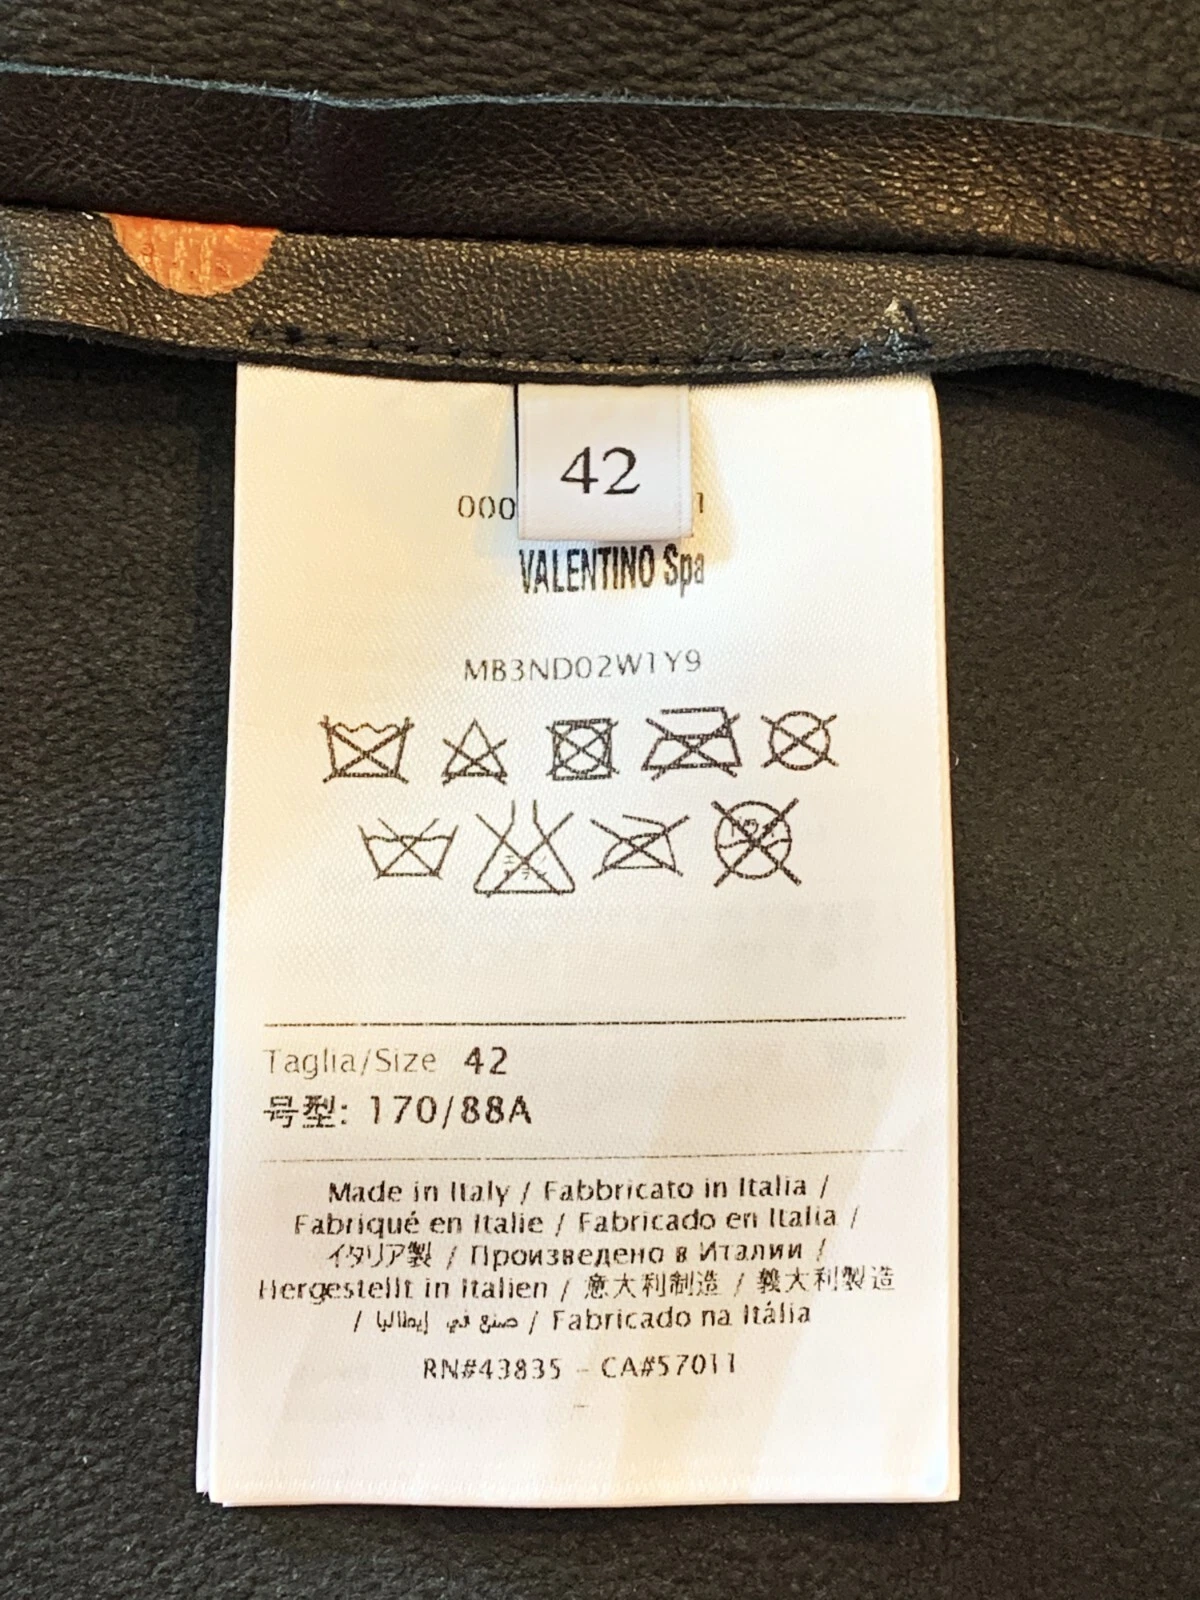 42
000 1
VALENTINO Spa
MB3ND02W1Y9
Taglia/Size 42
号型: 170/88A
Made in Italy / Fabbricato in Italia /
Fabriqué en Italie / Fabricado en Italia /
イタリア製 / Произведено в Италии /
Hergestellt in Italien / 意大利制造 / 義大利製造
/ صنع في إيطاليا / Fabricado na Itália
RN#43835 - CA#57011